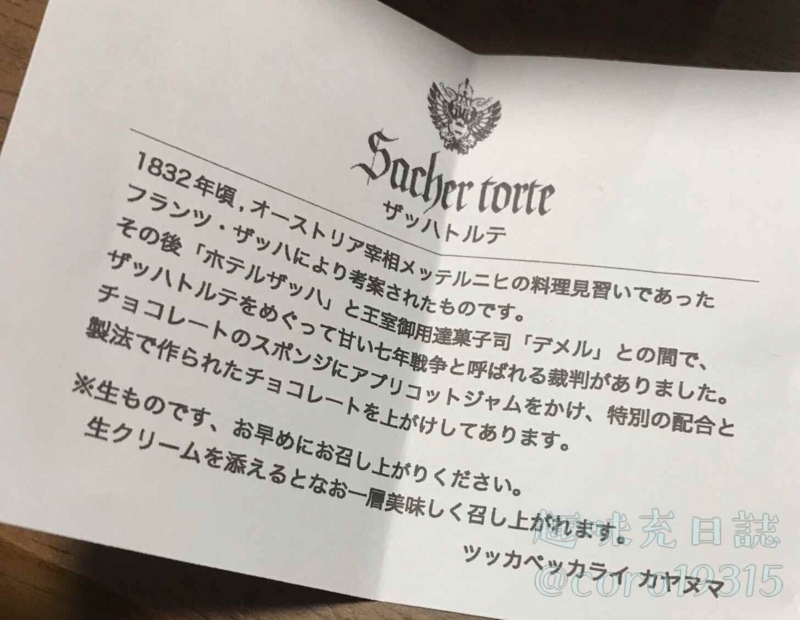 Sacher torte
ザッハトルテ
1832年頃，オーストリア宰相メッテルニヒの料理見習いであった
フランツ・ザッハにより考案されたものです。
その後「ホテルザッハ」と王室御用達菓子司「デメル」との間で、
ザッハトルテをめぐって甘い七年戦争と呼ばれる裁判がありました。
チョコレートのスポンジにアプリコットジャムをかけ、特別の配合と
製法で作られたチョコレートを上がけしてあります。
※生ものです、お早めにお召し上がりください。
生クリームを添えるとなお一層美味しく召し上がれます。
ツッカベッカライ カヤヌマ
趣味充日誌
@coro19315